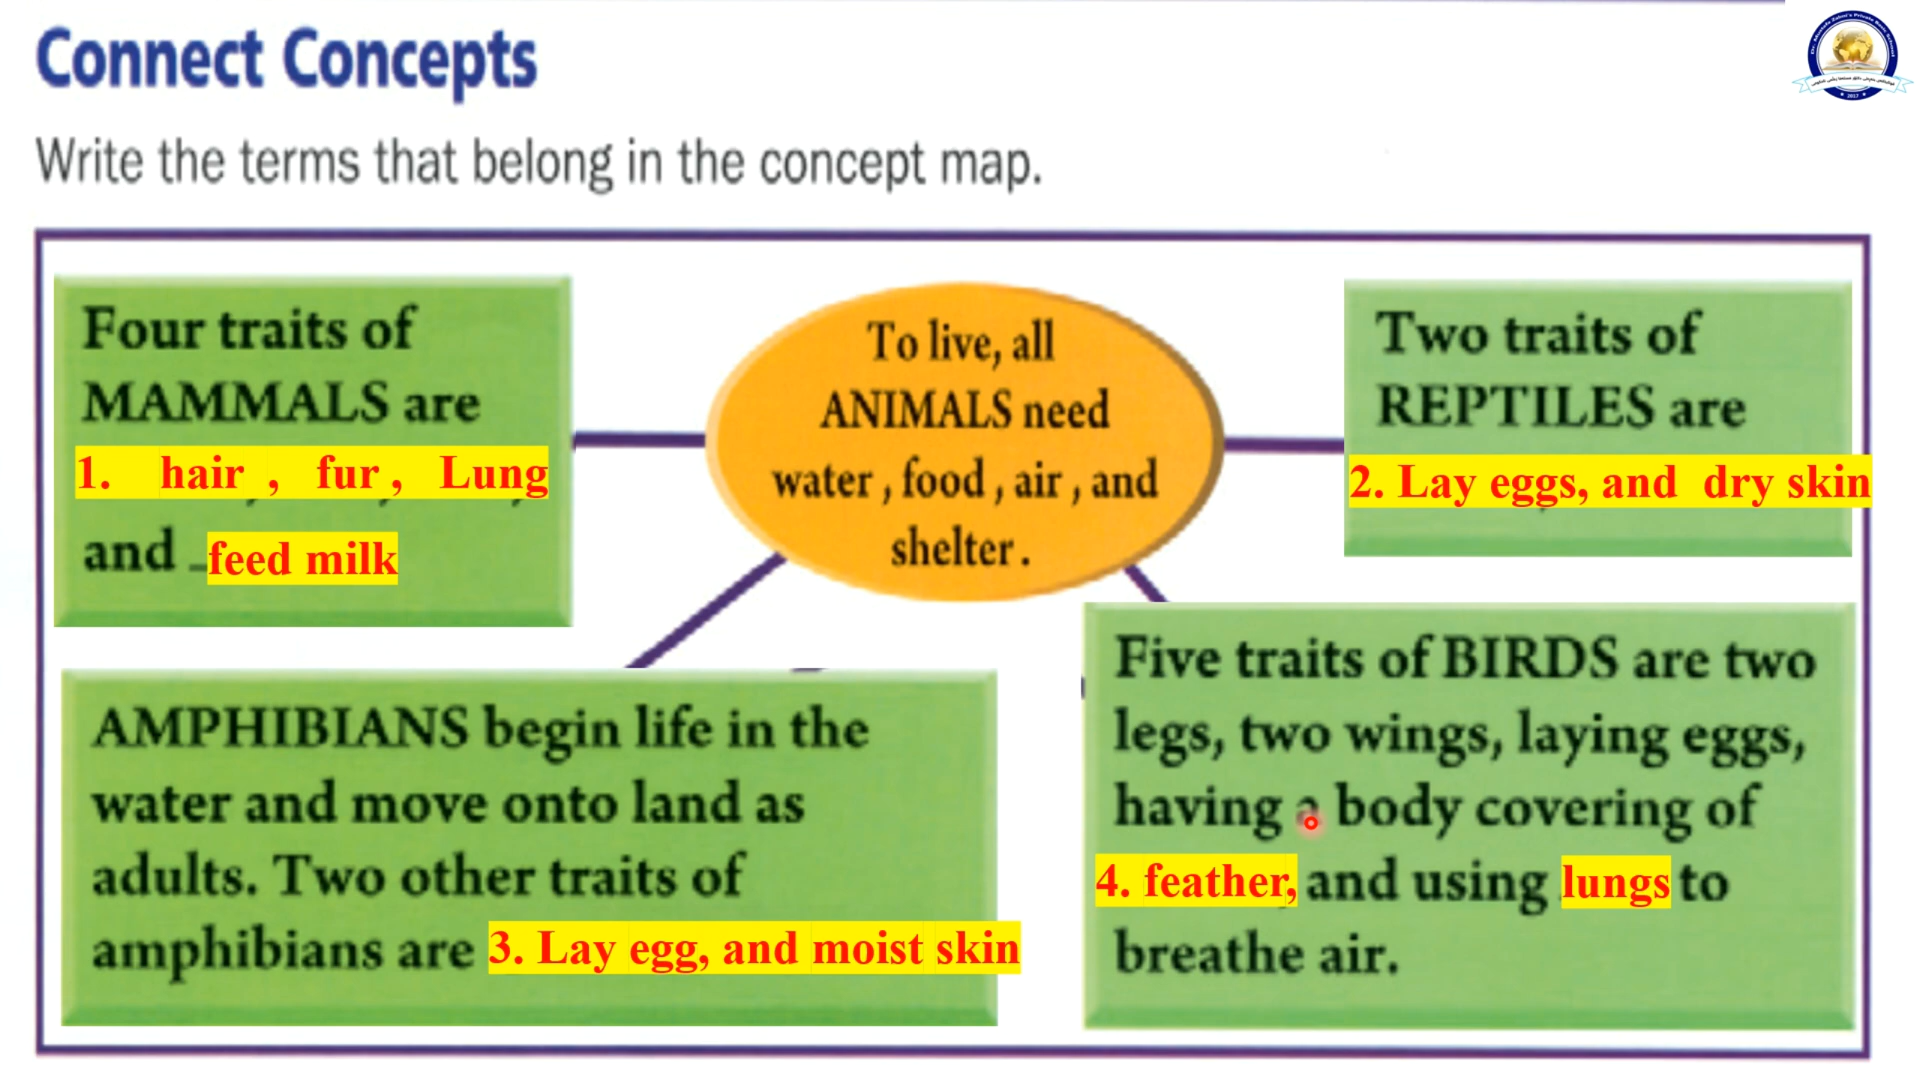 Connect Concepts
Write the terms that belong in the concept map.
Four traits of
MAMMALS are
1. hair , fur , Lung
and feed milk
To live, all
ANIMALS need
water , food , air , and
shelter .
Two traits of
REPTILES are
2. Lay eggs, and dry skin
AMPHIBIANS begin life in the
water and move onto land as
adults. Two other traits of
amphibians are 3. Lay egg, and moist skin
Five traits of BIRDS are two
legs, two wings, laying eggs,
having a body covering of
4. feather, and using lungs to
breathe air.